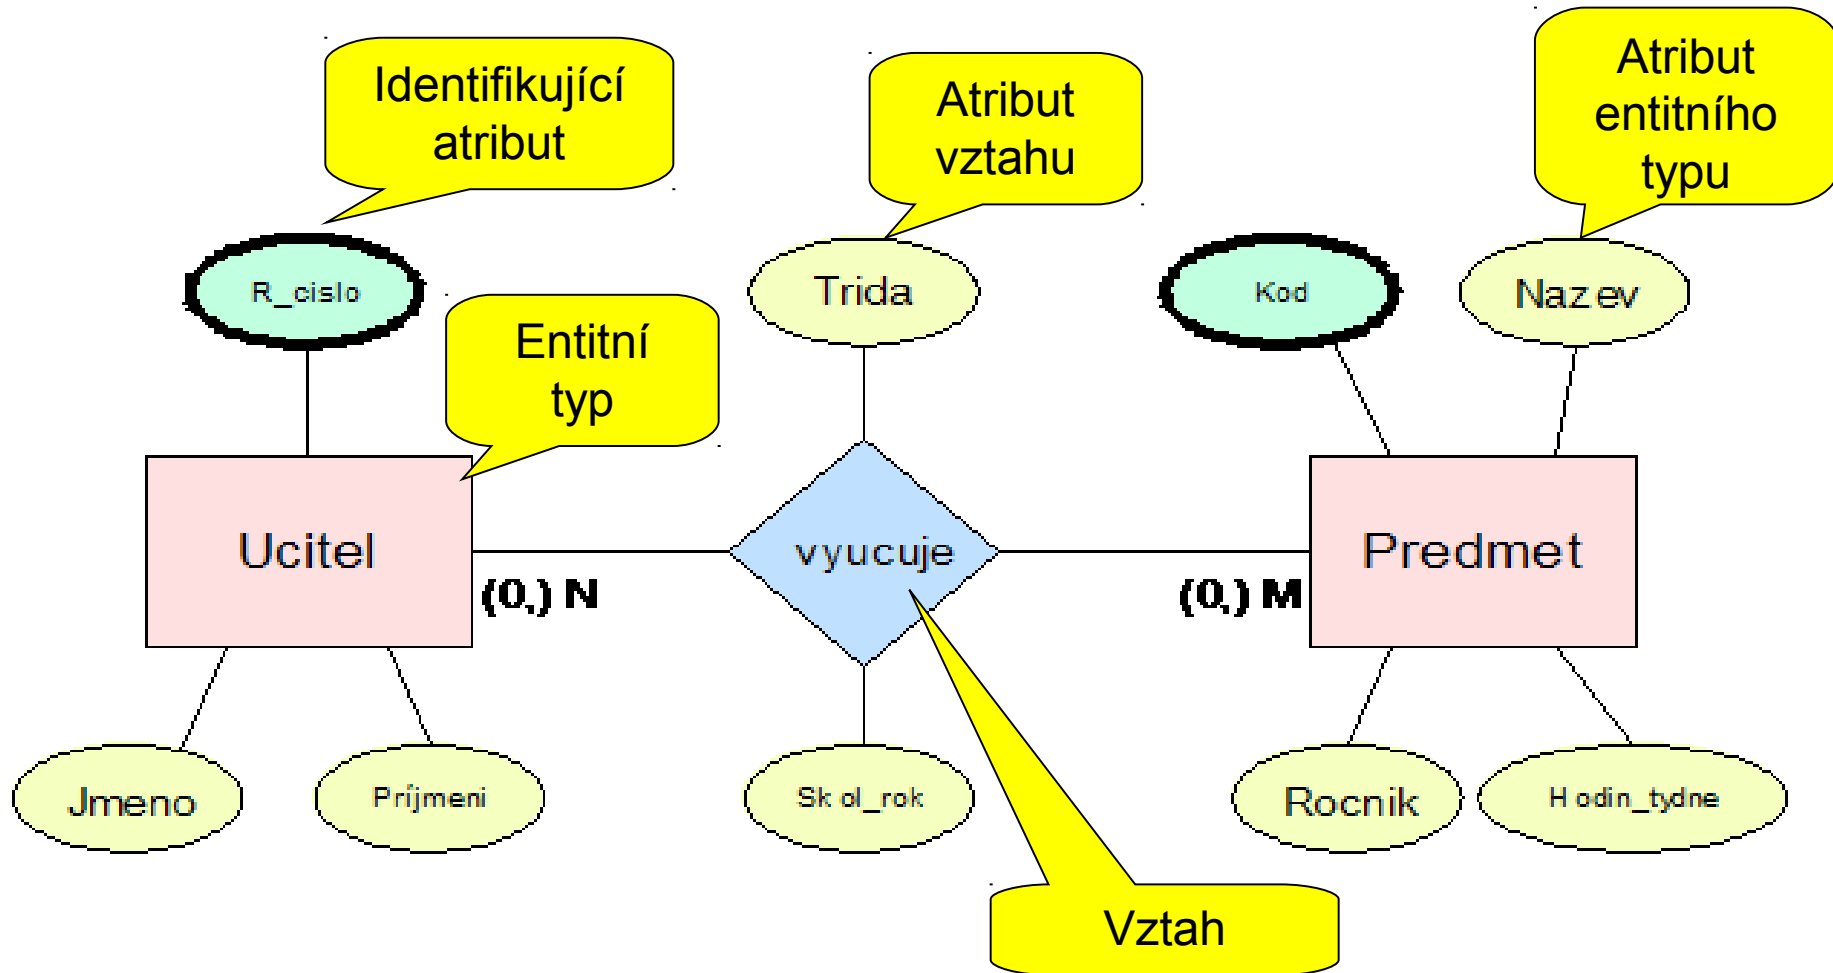 Identifikující
atribut
Atribut
vztahu
Atribut
entitního
typu
R_cislo
Trida
Kod
Nazev
Entitní
typ
Ucitel
vyucuje
Predmet
(0,) N
(0,) M
Jmeno
Príjmeni
Skol_rok
Rocnik
Hodin_tydne
Vztah